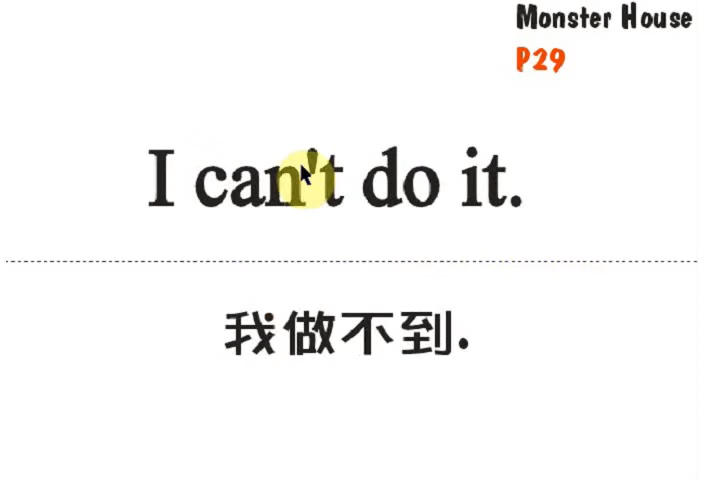 Monster House
P29
I can't do it.
我做不到.